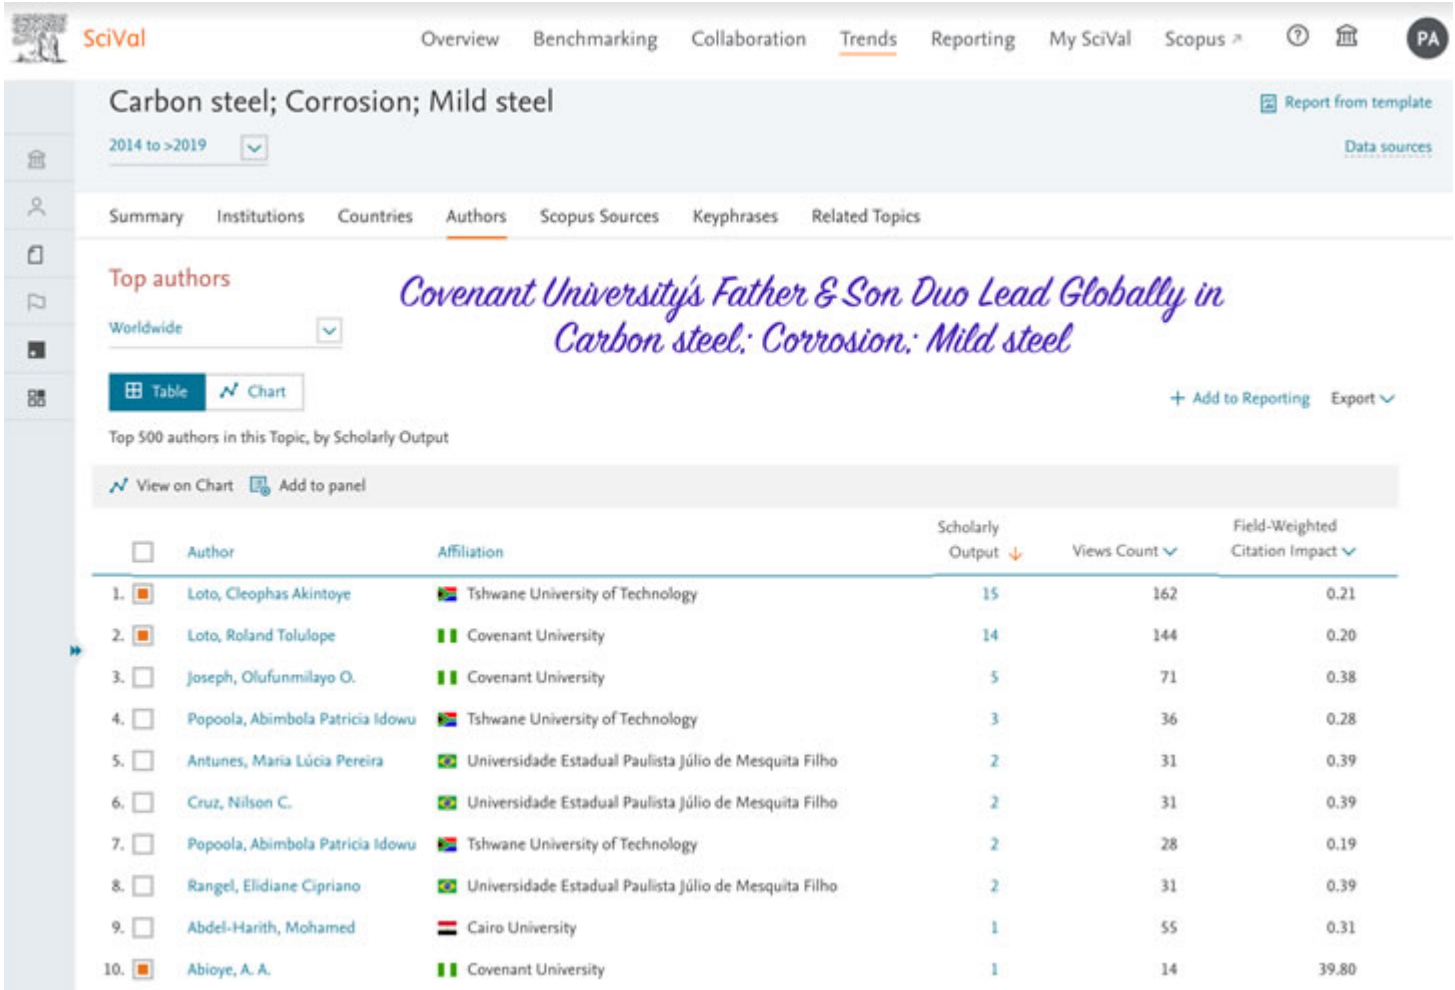 SciVal
Overview Benchmarking Collaboration Trends Reporting My SciVal Scopus ↗ ? PA
Carbon steel; Corrosion; Mild steel
Report from template
2014 to >2019
Data sources
Summary Institutions Countries Authors Scopus Sources Keyphrases Related Topics
Top authors
Covenant University's Father & Son Duo Lead Globally in
Carbon steel; Corrosion; Mild steel
Worldwide
Table Chart
+ Add to Reporting Export
Top 500 authors in this Topic, by Scholarly Output
View on Chart Add to panel
Author Affiliation Scholarly Output ↓ Views Count Field-Weighted Citation Impact
1. Loto, Cleophas Akintoye Tshwane University of Technology 15 162 0.21
2. Loto, Roland Tolulope Covenant University 14 144 0.20
3. Joseph, Olufunmilayo O. Covenant University 5 71 0.38
4. Popoola, Abimbola Patricia Idowu Tshwane University of Technology 3 36 0.28
5. Antunes, Maria Lúcia Pereira Universidade Estadual Paulista Júlio de Mesquita Filho 2 31 0.39
6. Cruz, Nilson C. Universidade Estadual Paulista Júlio de Mesquita Filho 2 31 0.39
7. Popoola, Abimbola Patricia Idowu Tshwane University of Technology 2 28 0.19
8. Rangel, Elidiane Cipriano Universidade Estadual Paulista Júlio de Mesquita Filho 2 31 0.39
9. Abdel-Harith, Mohamed Cairo University 1 55 0.31
10. Abioye, A. A. Covenant University 1 14 39.80